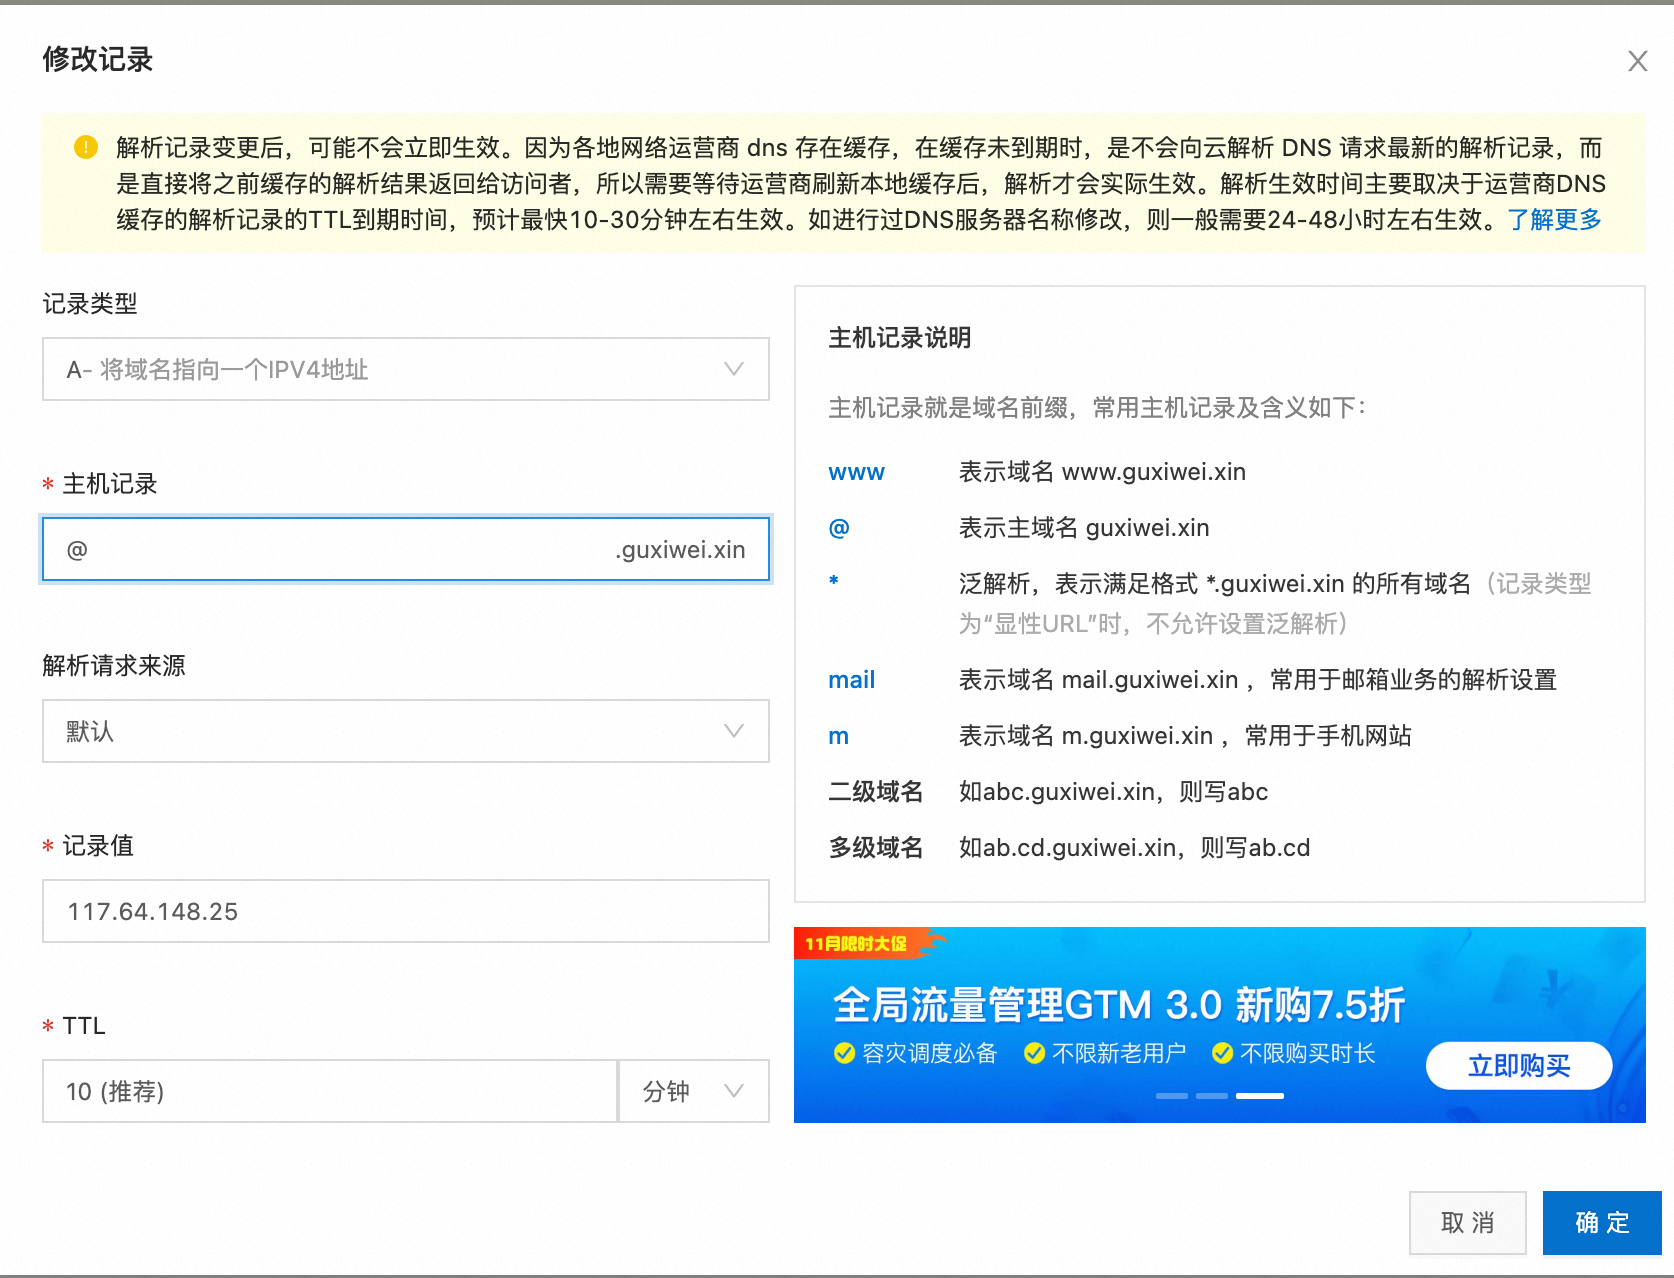 修改记录
解析记录变更后，可能不会立即生效。因为各地网络运营商 dns 存在缓存，在缓存未到期时，是不会向云解析 DNS 请求最新的解析记录，而
是直接将之前缓存的解析结果返回给访问者，所以需要等待运营商刷新本地缓存后，解析才会实际生效。解析生效时间主要取决于运营商DNS
缓存的解析记录的TTL到期时间，预计最快10-30分钟左右生效。如进行过DNS服务器名称修改，则一般需要24-48小时左右生效。了解更多
记录类型
A- 将域名指向一个IPV4地址
* 主机记录
@ .guxiwei.xin
解析请求来源
默认
* 记录值
117.64.148.25
* TTL
10 (推荐) 分钟
主机记录说明
主机记录就是域名前缀，常用主机记录及含义如下：
www 表示域名 www.guxiwei.xin
@ 表示主域名 guxiwei.xin
* 泛解析，表示满足格式 *.guxiwei.xin 的所有域名（记录类型
为“显性URL”时，不允许设置泛解析）
mail 表示域名 mail.guxiwei.xin ，常用于邮箱业务的解析设置
m 表示域名 m.guxiwei.xin ，常用于手机网站
二级域名 如abc.guxiwei.xin，则写abc
多级域名 如ab.cd.guxiwei.xin，则写ab.cd
11月限时大促
全局流量管理GTM 3.0 新购7.5折
容灾调度必备 不限新老用户 不限购买时长
立即购买
取 消 确 定